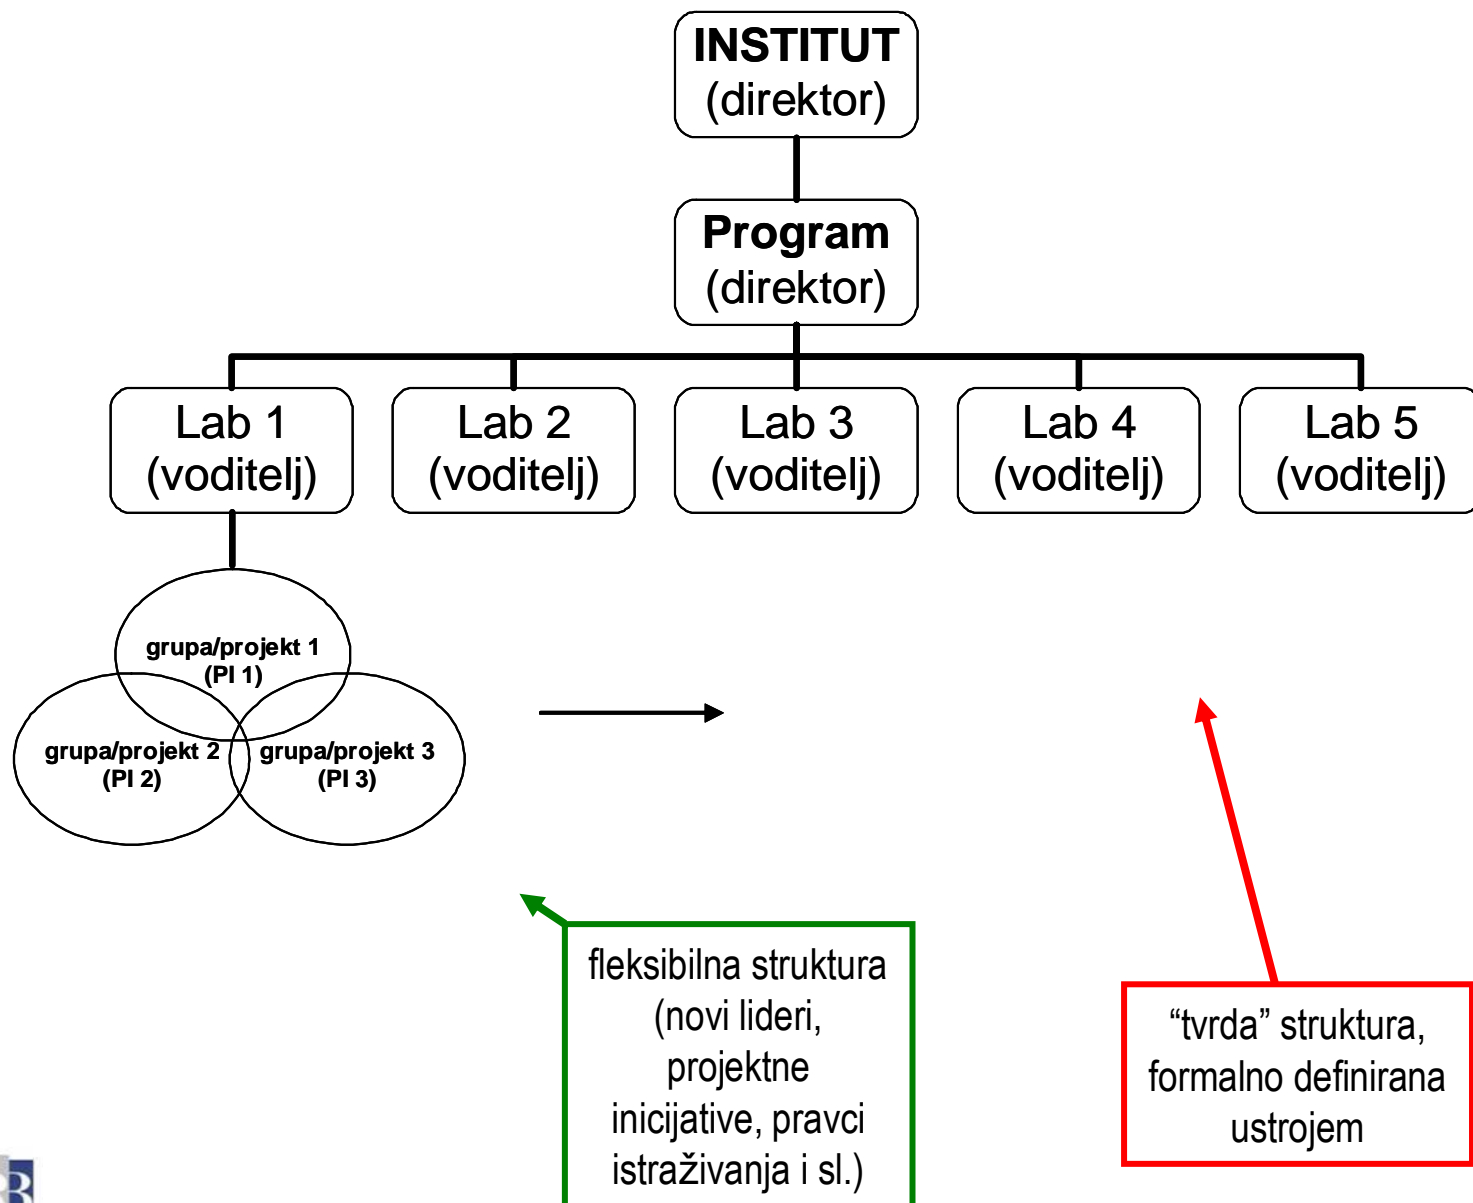 INSTITUT
(direktor)
Program
(direktor)
Lab 1
(voditelj)
Lab 2
(voditelj)
Lab 3
(voditelj)
Lab 4
(voditelj)
Lab 5
(voditelj)
grupa/projekt 1
(PI 1)
grupa/projekt 2
(PI 2)
grupa/projekt 3
(PI 3)
fleksibilna struktura
(novi lideri,
projektne
inicijative, pravci
istraživanja i sl.)
“tvrda” struktura,
formalno definirana
ustrojem